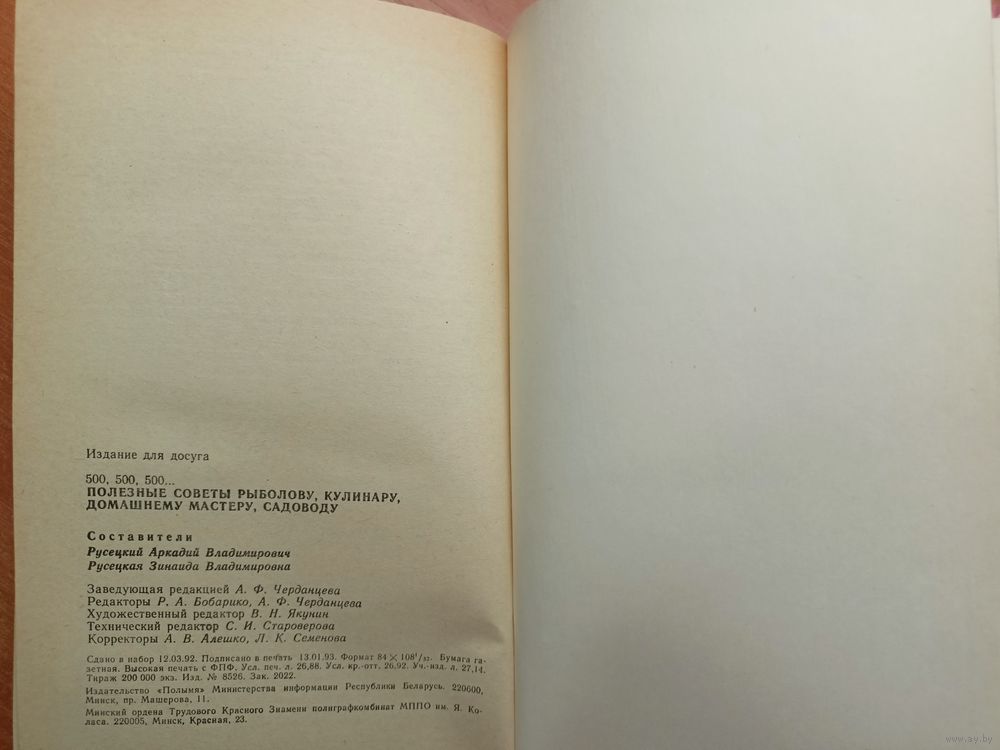 Издание для досуга
500, 500, 500...
ПОЛЕЗНЫЕ СОВЕТЫ РЫБОЛОВУ, КУЛИНАРУ,
ДОМАШНЕМУ МАСТЕРУ, САДОВОДУ
Составители
Русецкий Аркадий Владимирович
Русецкая Зинаида Владимировна
Заведующая редакцией А. Ф. Черданцева
Редакторы Р. А. Бобарико, А. Ф. Черданцева
Художественный редактор В. Н. Якунин
Технический редактор С. И. Староверова
Корректоры А. В. Алешко, Л. К. Семенова
Сдано в набор 12.03.92. Подписано в печать 13.01.93. Формат 84 × 108¹/₃₂. Бумага га-
зетная. Высокая печать с ФПФ. Усл. печ. л. 26,88. Усл. кр.-отт. 26,92. Уч.-изд. л. 27,14.
Тираж 200 000 экз. Изд. № 8526. Зак. 2022.
Издательство «Полымя» Министерства информации Республики Беларусь. 220600,
Минск, пр. Машерова, 11.
Минский ордена Трудового Красного Знамени полиграфкомбинат МППО им. Я. Ко-
ласа. 220005, Минск, Красная, 23.
www.ay.by